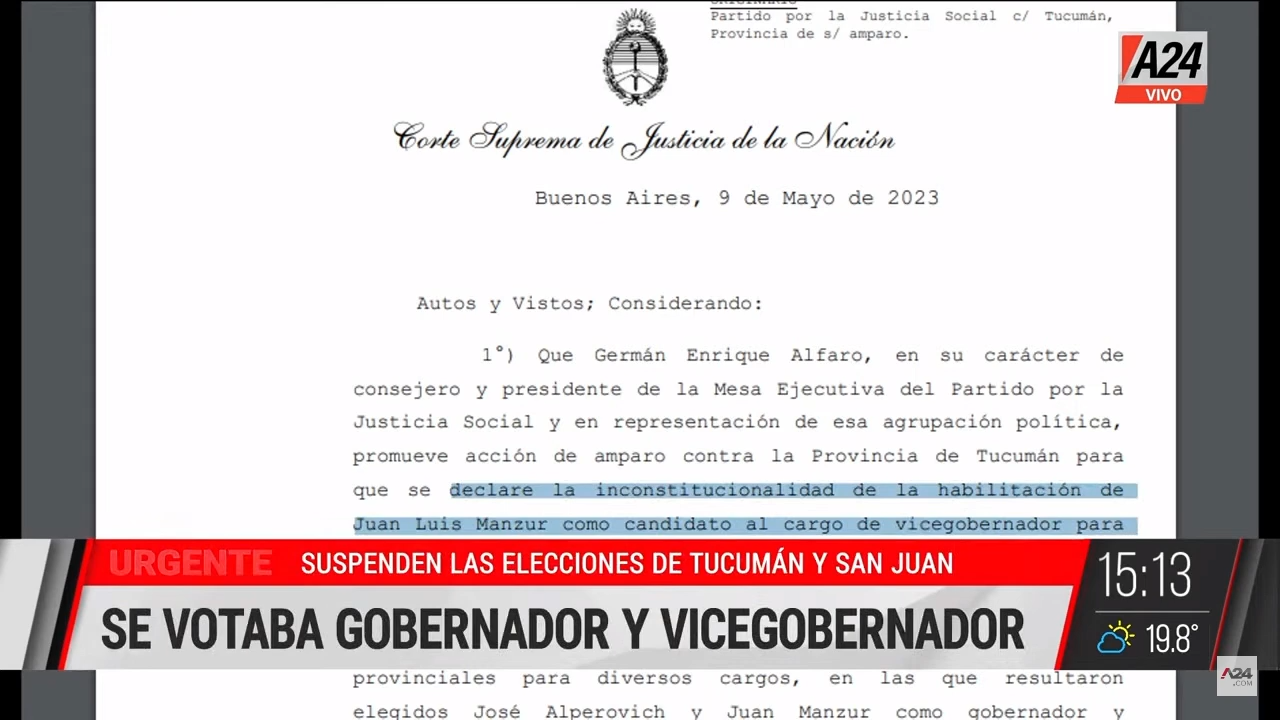 ORIGINARIO
Partido por la Justicia Social c/ Tucumán,
Provincia de s/ amparo.
A24
VIVO
Corte Suprema de Justicia de la Nación
Buenos Aires, 9 de Mayo de 2023
Autos y Vistos; Considerando:
1°) Que Germán Enrique Alfaro, en su carácter de
consejero y presidente de la Mesa Ejecutiva del Partido por la
Justicia Social y en representación de esa agrupación política,
promueve acción de amparo contra la Provincia de Tucumán para
que se declare la inconstitucionalidad de la habilitación de
Juan Luis Manzur como candidato al cargo de vicegobernador para
URGENTE
SUSPENDEN LAS ELECCIONES DE TUCUMÁN Y SAN JUAN
15:13
SE VOTABA GOBERNADOR Y VICEGOBERNADOR
19.8°
provinciales para diversos cargos, en las que resultaron
A24
.COM
elegidos José Alperovich y Juan Manzur como gobernador y